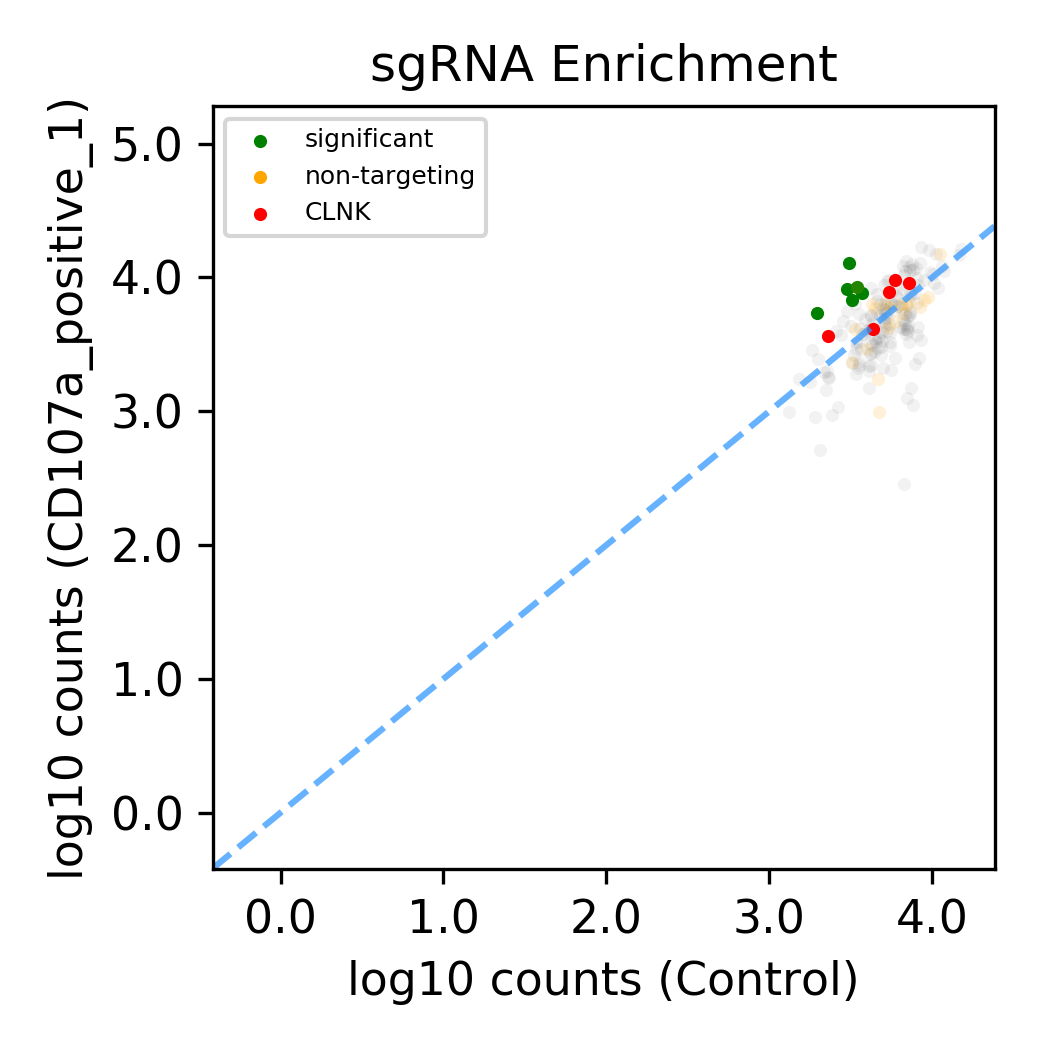 sgRNA Enrichment
log10 counts (CD107a_positive_1)
5.0
4.0
3.0
2.0
1.0
0.0
significant
non-targeting
CLNK
0.0 1.0 2.0 3.0 4.0
log10 counts (Control)